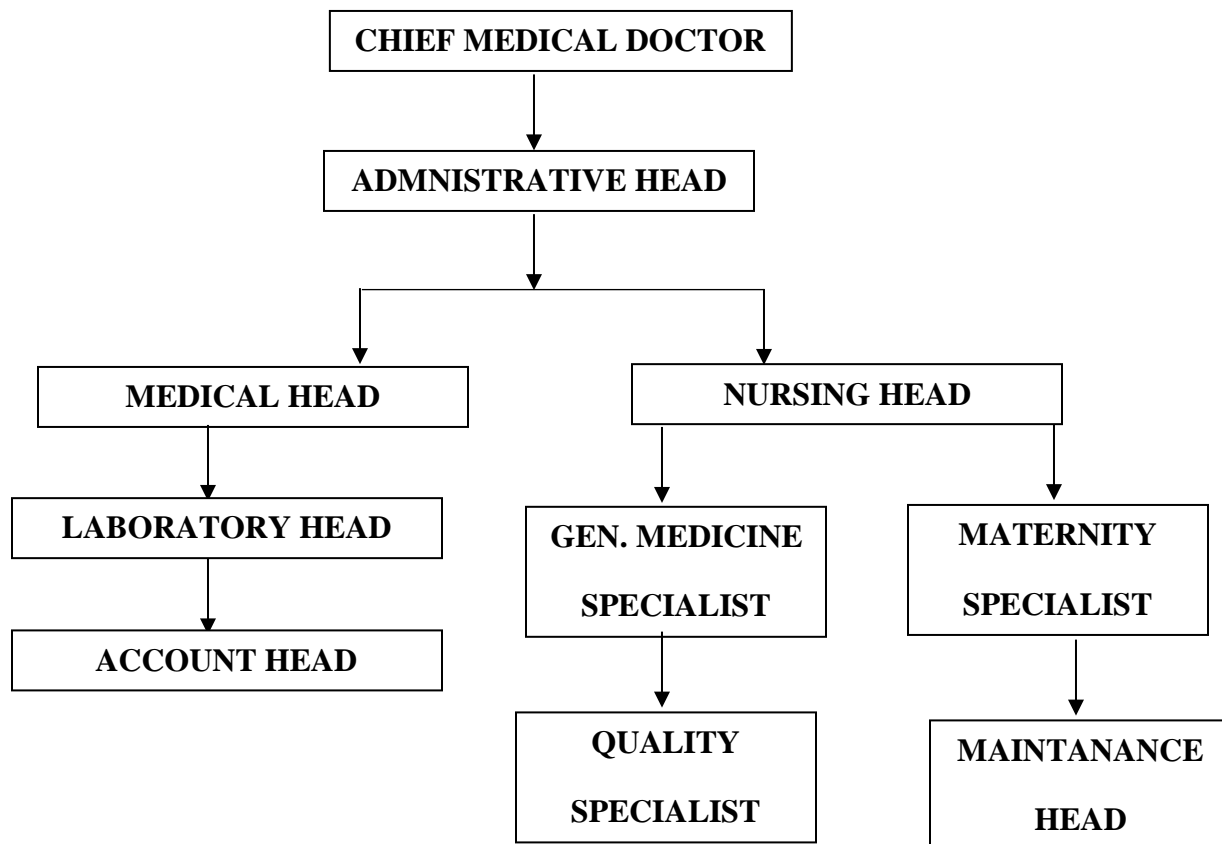 CHIEF MEDICAL DOCTOR
ADMNISTRATIVE HEAD
MEDICAL HEAD
NURSING HEAD
LABORATORY HEAD
GEN. MEDICINE
SPECIALIST
MATERNITY
SPECIALIST
ACCOUNT HEAD
QUALITY
SPECIALIST
MAINTANANCE
HEAD